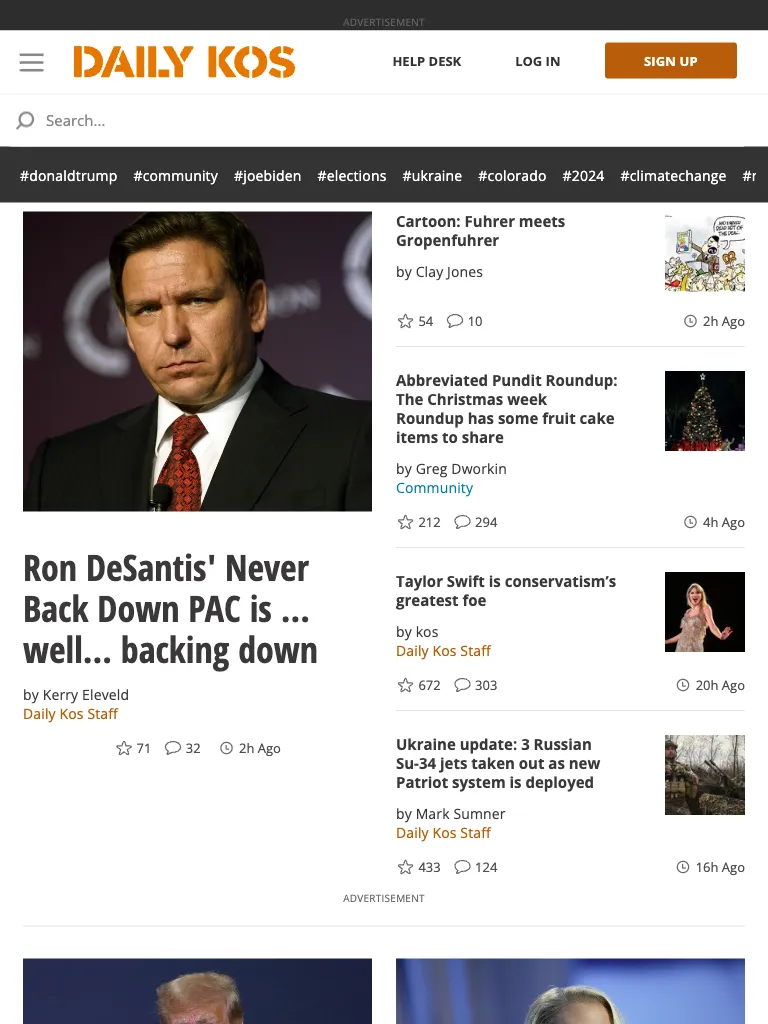 ADVERTISEMENT
DAILY KOS
HELP DESK
LOG IN
SIGN UP
Search...
#donaldtrump #community #joebiden #elections #ukraine #colorado #2024 #climatechange
Ron DeSantis' Never
Back Down PAC is ...
well... backing down
by Kerry Eleveld
Daily Kos Staff
71 32 2h Ago
Cartoon: Fuhrer meets
Gropenfuhrer
by Clay Jones
54 10 2h Ago
Abbreviated Pundit Roundup:
The Christmas week
Roundup has some fruit cake
items to share
by Greg Dworkin
Community
212 294 4h Ago
Taylor Swift is conservatism’s
greatest foe
by kos
Daily Kos Staff
672 303 20h Ago
Ukraine update: 3 Russian
Su-34 jets taken out as new
Patriot system is deployed
by Mark Sumner
Daily Kos Staff
433 124 16h Ago
ADVERTISEMENT